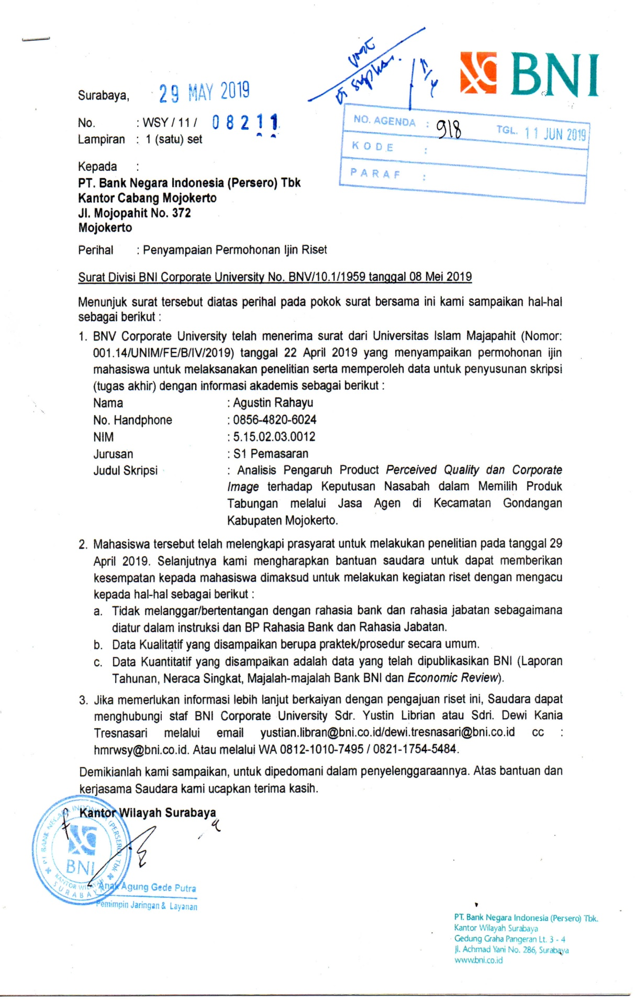 BNI
Surabaya, 29 MAY 2019
No. : WSY / 11 / 08211
Lampiran : 1 (satu) set
NO. AGENDA : 918 TGL. 11 JUN 2019
KODE :
PARAF :
Kepada :
PT. Bank Negara Indonesia (Persero) Tbk
Kantor Cabang Mojokerto
Jl. Mojopahit No. 372
Mojokerto
Perihal : Penyampaian Permohonan Ijin Riset
Surat Divisi BNI Corporate University No. BNV/10.1/1959 tanggal 08 Mei 2019
Menunjuk surat tersebut diatas perihal pada pokok surat bersama ini kami sampaikan hal-hal
sebagai berikut :
1. BNV Corporate University telah menerima surat dari Universitas Islam Majapahit (Nomor:
001.14/UNIM/FE/B/IV/2019) tanggal 22 April 2019 yang menyampaikan permohonan ijin
mahasiswa untuk melaksanakan penelitian serta memperoleh data untuk penyusunan skripsi
(tugas akhir) dengan informasi akademis sebagai berikut :
Nama : Agustin Rahayu
No. Handphone : 0856-4820-6024
NIM : 5.15.02.03.0012
Jurusan : S1 Pemasaran
Judul Skripsi : Analisis Pengaruh Product Perceived Quality dan Corporate
Image terhadap Keputusan Nasabah dalam Memilih Produk
Tabungan melalui Jasa Agen di Kecamatan Gondangan
Kabupaten Mojokerto.
2. Mahasiswa tersebut telah melengkapi prasyarat untuk melakukan penelitian pada tanggal 29
April 2019. Selanjutnya kami mengharapkan bantuan saudara untuk dapat memberikan
kesempatan kepada mahasiswa dimaksud untuk melakukan kegiatan riset dengan mengacu
kepada hal-hal sebagai berikut :
a. Tidak melanggar/bertentangan dengan rahasia bank dan rahasia jabatan sebagaimana
diatur dalam instruksi dan BP Rahasia Bank dan Rahasia Jabatan.
b. Data Kualitatif yang disampaikan berupa praktek/prosedur secara umum.
c. Data Kuantitatif yang disampaikan adalah data yang telah dipublikasikan BNI (Laporan
Tahunan, Neraca Singkat, Majalah-majalah Bank BNI dan Economic Review).
3. Jika memerlukan informasi lebih lanjut berkaiyan dengan pengajuan riset ini, Saudara dapat
menghubungi staf BNI Corporate University Sdr. Yustin Librian atau Sdri. Dewi Kania
Tresnasari melalui email yustian.libran@bni.co.id/dewi.tresnasari@bni.co.id cc :
hmrwsy@bni.co.id. Atau melalui WA 0812-1010-7495 / 0821-1754-5484.
Demikianlah kami sampaikan, untuk dipedomani dalam penyelenggaraannya. Atas bantuan dan
kerjasama Saudara kami ucapkan terima kasih.
Kantor Wilayah Surabaya
PT BANK NEGARA INDONESIA (PERSERO) Tbk
BNI
KANTOR WILAYAH
SURABAYA
Anak Agung Gede Putra
Pemimpin Jaringan & Layanan
PT. Bank Negara Indonesia (Persero) Tbk.
Kantor Wilayah Surabaya
Gedung Graha Pangeran Lt. 3 - 4
Jl. Achmad Yani No. 286, Surabaya
www.bni.co.id